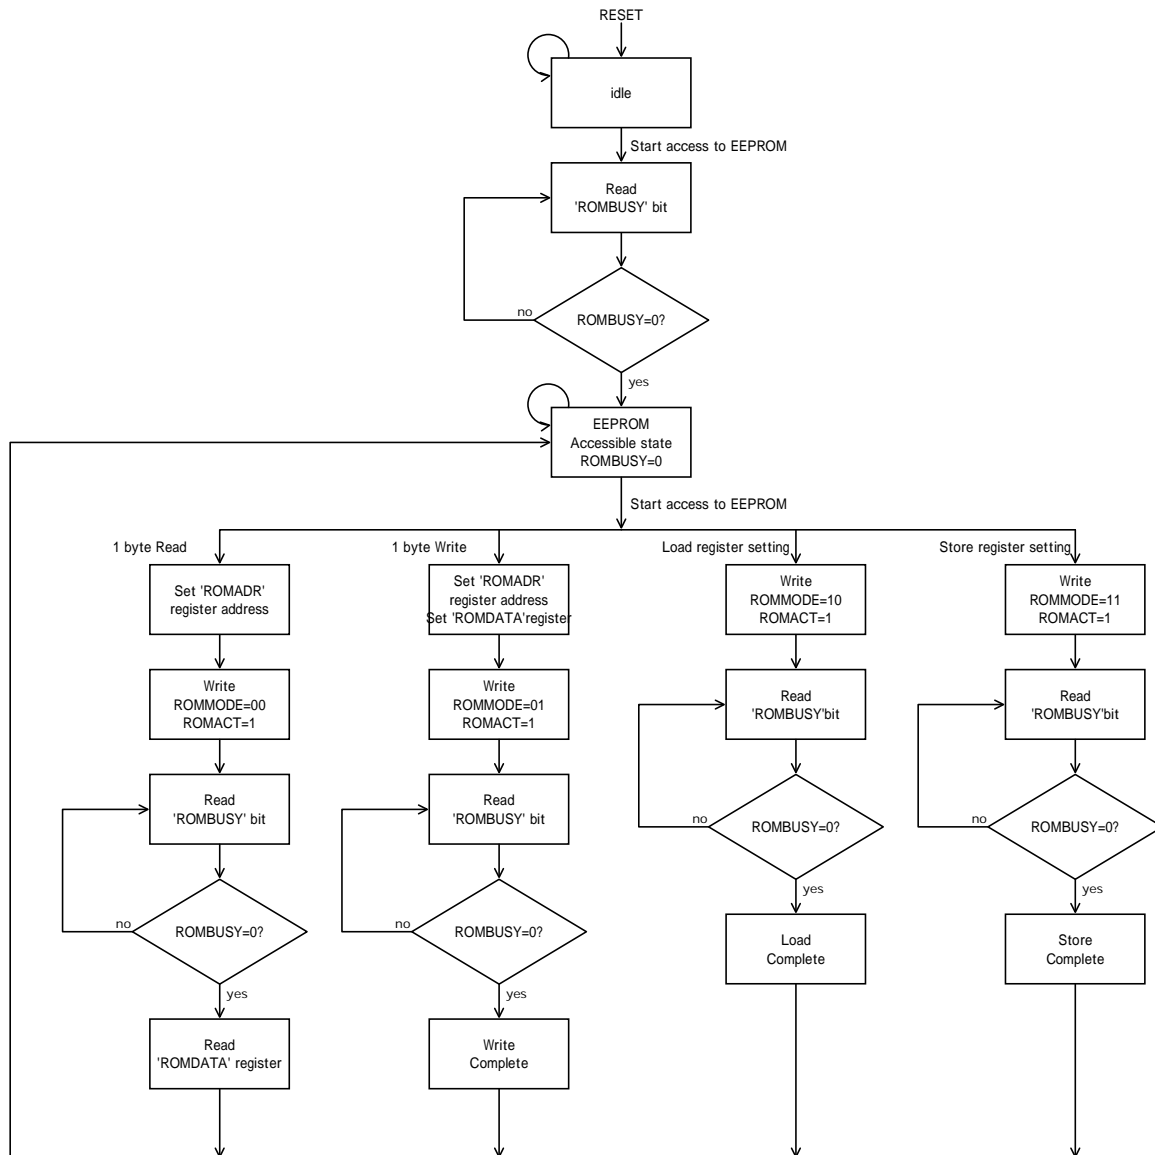 RESET
idle
Start access to EEPROM
Read
'ROMBUSY' bit
no
ROMBUSY=0?
yes
EEPROM
Accessible state
ROMBUSY=0
Start access to EEPROM
1 byte Read
Set 'ROMADR'
register address
Write
ROMMODE=00
ROMACT=1
Read
'ROMBUSY' bit
no
ROMBUSY=0?
yes
Read
'ROMDATA' register
1 byte Write
Set 'ROMADR'
register address
Set 'ROMDATA'register
Write
ROMMODE=01
ROMACT=1
Read
'ROMBUSY' bit
no
ROMBUSY=0?
yes
Write
Complete
Load register setting
Write
ROMMODE=10
ROMACT=1
Read
'ROMBUSY'bit
no
ROMBUSY=0?
yes
Load
Complete
Store register setting
Write
ROMMODE=11
ROMACT=1
Read
'ROMBUSY'bit
no
ROMBUSY=0?
yes
Store
Complete